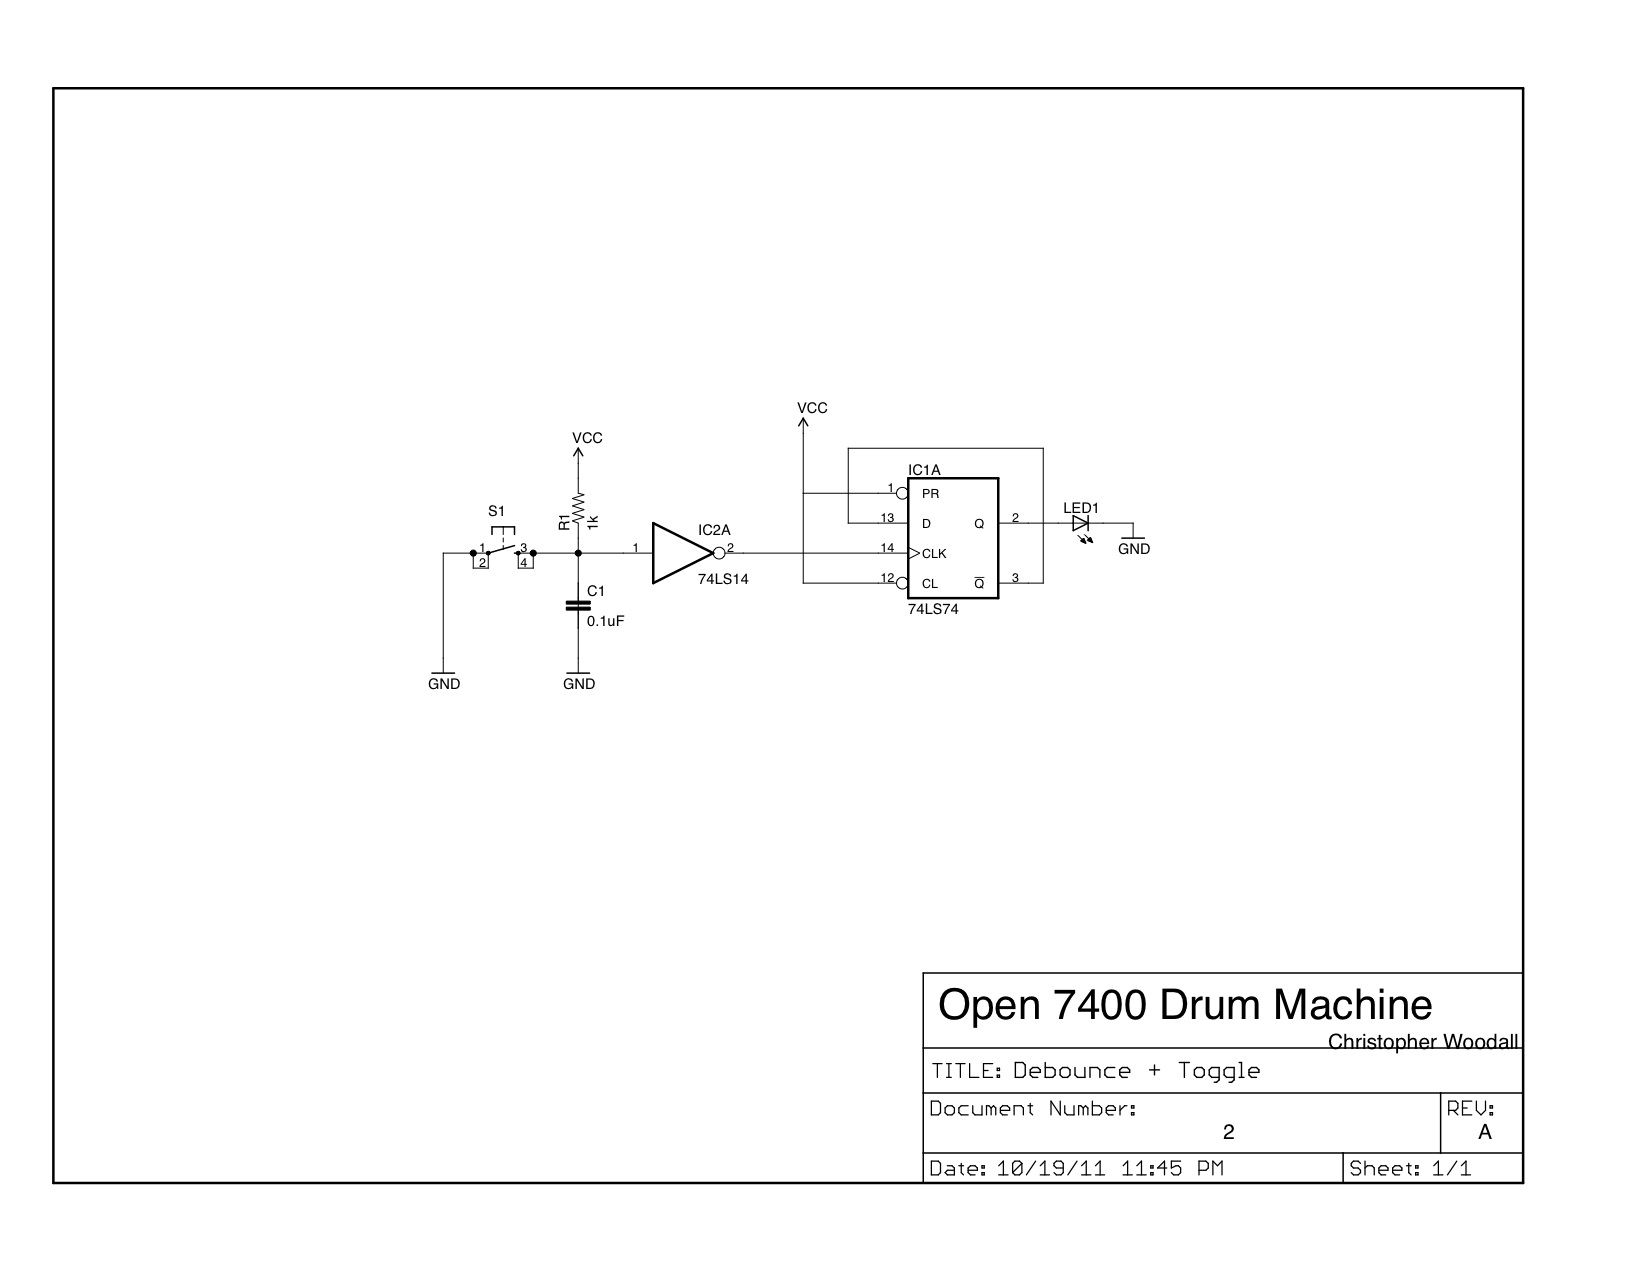 VCC
VCC
IC1A
1 PR
LED1
S1
R1
1k
13 D Q 2
IC2A
GND
1 3
1 2
14 CLK
2 4
74LS14
12 CL Q̅ 3
C1
74LS74
0.1uF
GND
GND
Open 7400 Drum Machine
Christopher Woodall
TITLE: Debounce + Toggle
Document Number:
2
REV:
A
Date: 10/19/11 11:45 PM
Sheet: 1/1